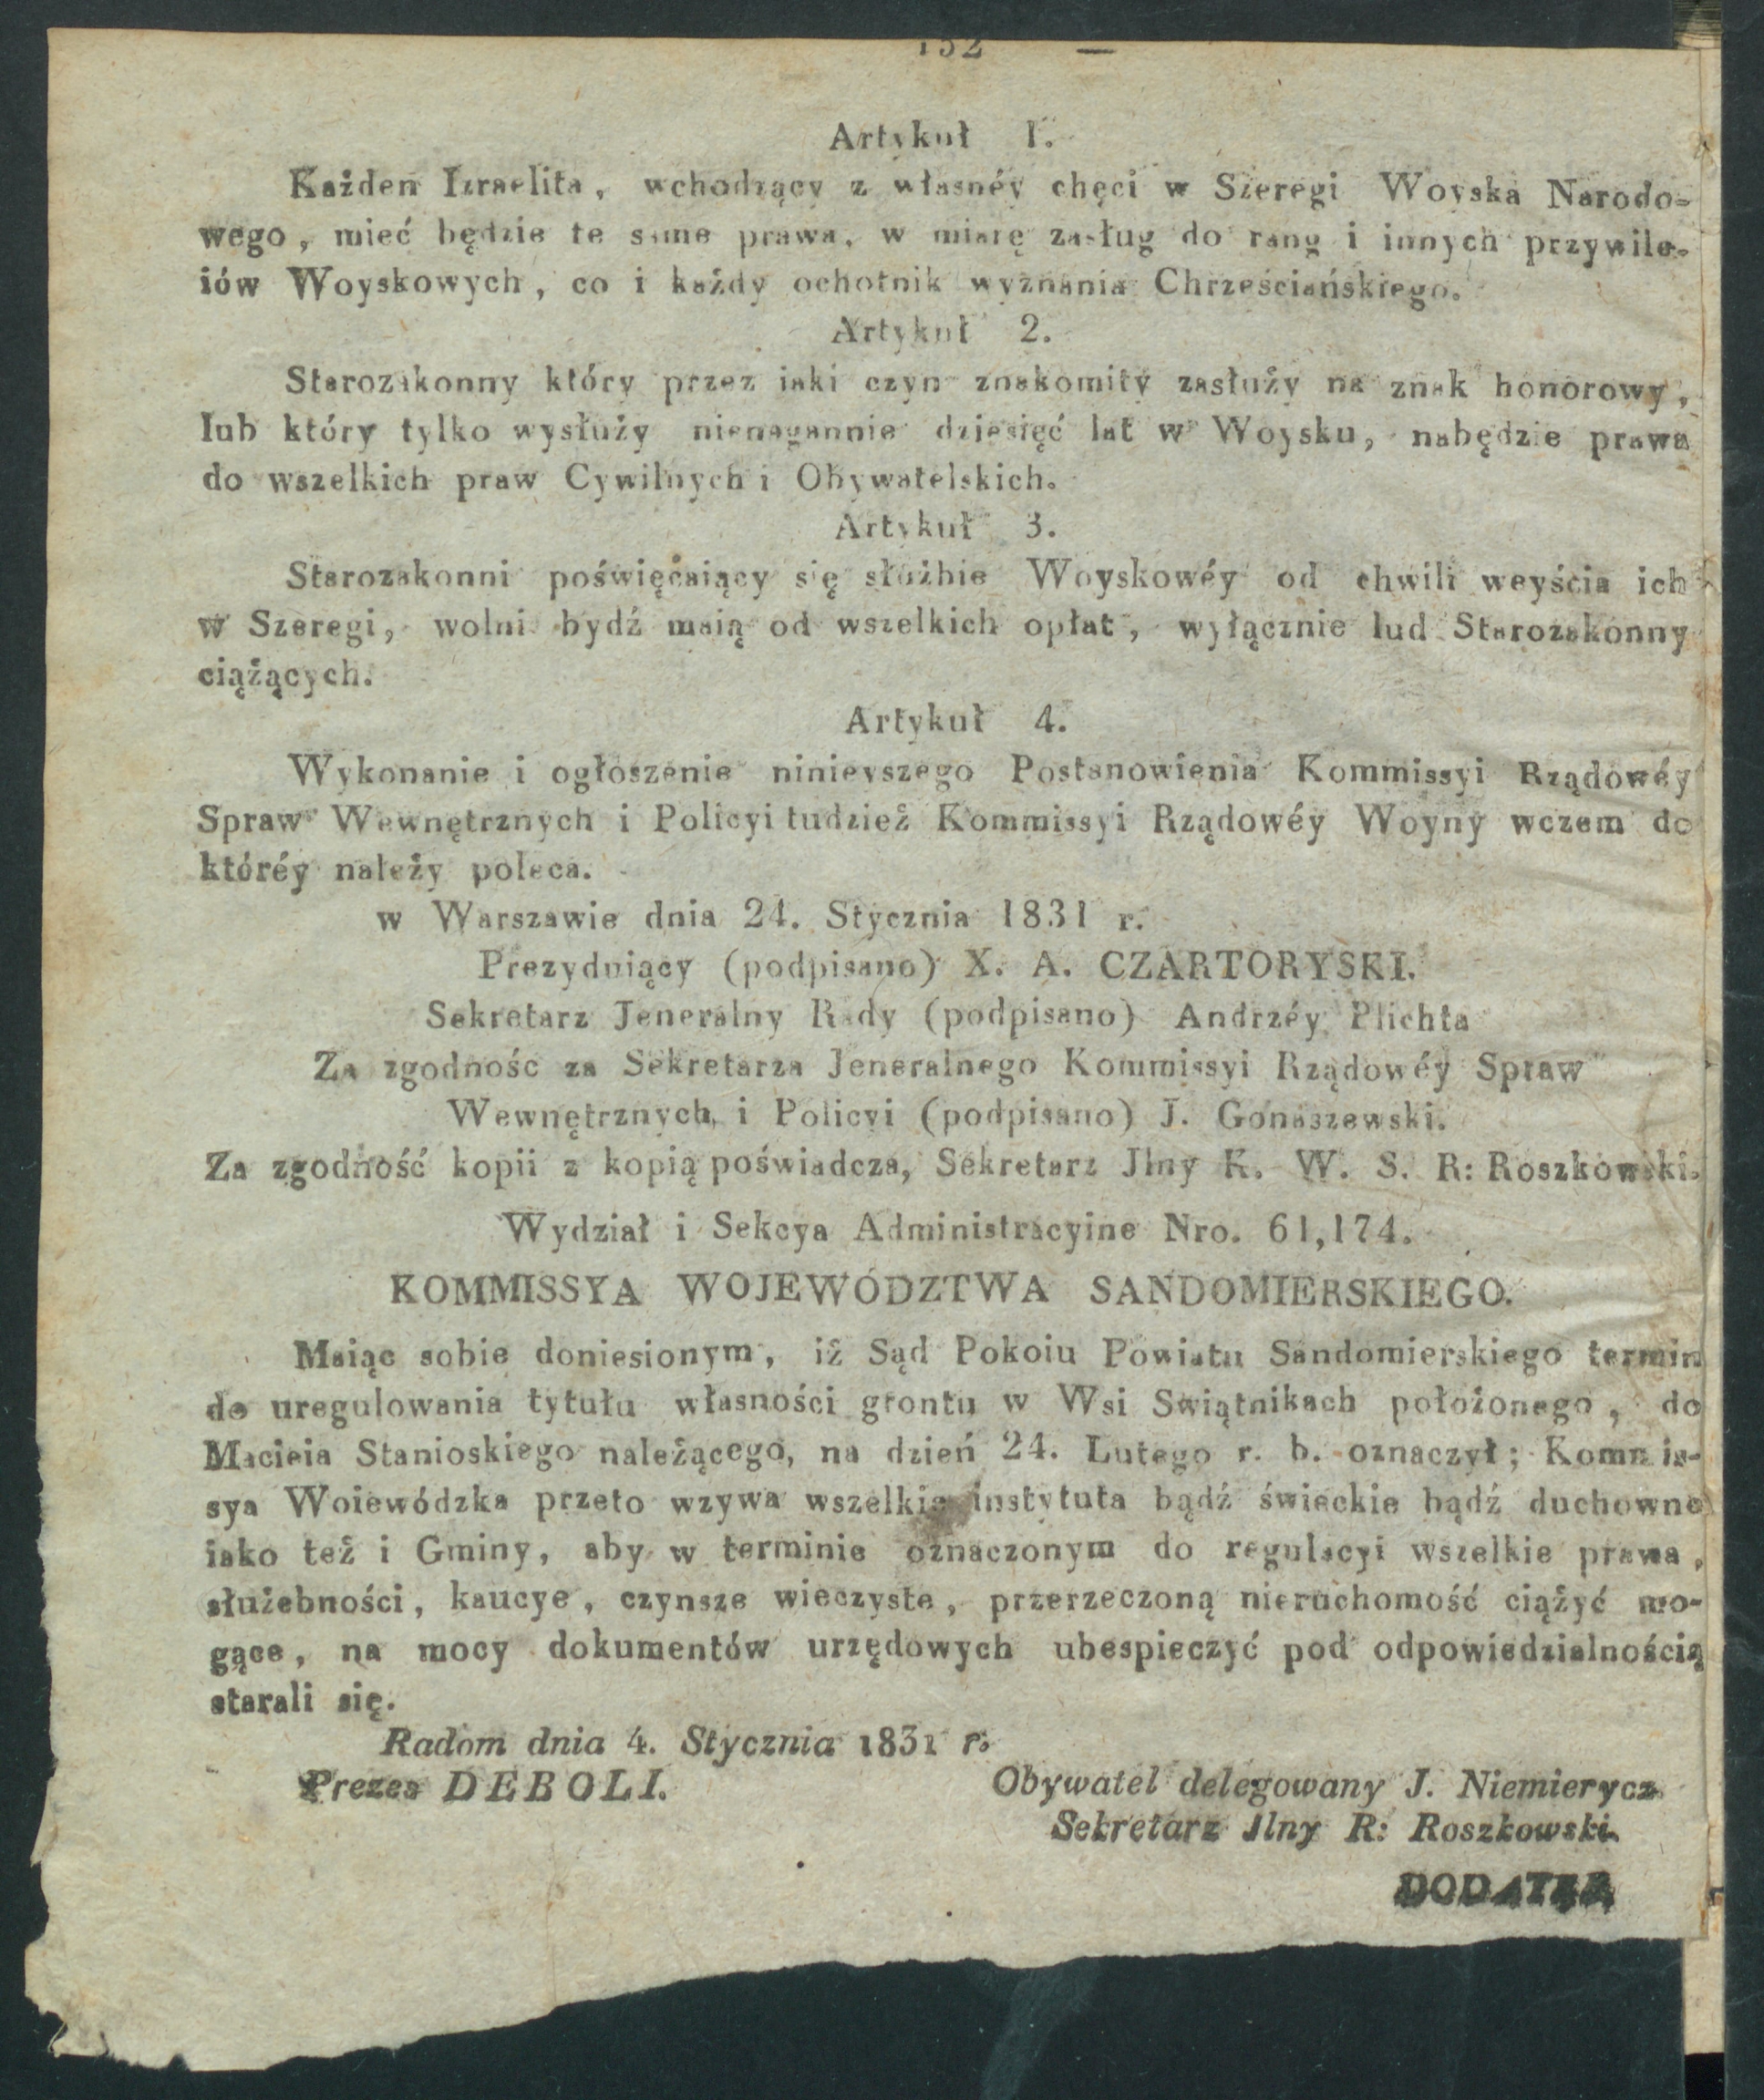 152 —
Artykuł 1.
Każden Izraelita, wchodzący z własnéy chęci w Szeregi Woyska Narodo-
wego, mieć będzie te same prawa, w miarę zasług do rang i innych przywile-
iów Woyskowych, co i każdy ochotnik wyznania Chrześciańskiego.
Artykuł 2.
Starozakonny który przez iaki czyn znakomity zasłuży na znak honorowy,
lub który tylko wysłuży nienagannie dziesięć lat w Woysku, nabędzie prawa
do wszelkich praw Cywilnych i Obywatelskich.
Artykuł 3.
Starozakonni poświęcaiący się służbie Woyskowéy od chwili weyścia ich
w Szeregi, wolni bydź maią od wszelkich opłat, wyłącznie lud Starozakonny
ciążących.
Artykuł 4.
Wykonanie i ogłoszenie ninieyszego Postanowienia Kommissyi Rządowéy
Spraw Wewnętrznych i Policyi tudzież Kommissyi Rządowéy Woyny wczem do
któréy należy poleca.
w Warszawie dnia 24. Stycznia 1831 r.
Prezyduiący (podpisano) X. A. CZARTORYSKI.
Sekretarz Jeneralny Rady (podpisano) Andrzéy Plichta
Za zgodnośc za Sekretarza Jeneralnego Kommissyi Rządowéy Spraw
Wewnętrznych i Policyi (podpisano) J. Gonaszewski.
Za zgodność kopii z kopią poświadcza, Sekretarz Jlny K. W. S. R: Roszkowski.
Wydział i Sekcya Administracyine Nro. 61,174.
KOMMISSYA WOJEWÓDZTWA SANDOMIERSKIEGO.
Maiąc sobie doniesionym, iż Sąd Pokoiu Powiatu Sandomierskiego termin
do uregulowania tytułu własności grontu w Wsi Swiątnikach położonego, do
Macieia Stanioskiego należącego, na dzień 24. Lutego r. b. oznaczył; Kommis-
sya Woiewódzka przeto wzywa wszelkie instytuta bądź świeckie bądź duchowne
iako też i Gminy, aby w terminie oznaczonym do regulacyi wszelkie prawa,
służebności, kaucye, czynsze wieczyste, przerzeczoną nieruchomość ciążyć mo-
gące, na mocy dokumentów urzędowych ubespieczyć pod odpowiedzialnością
starali się.
Radom dnia 4. Stycznia 1831 r.
Prezes DEBOLI. Obywatel delegowany J. Niemierycz
Sekretarz Jlny R: Roszkowski.
DODATEK